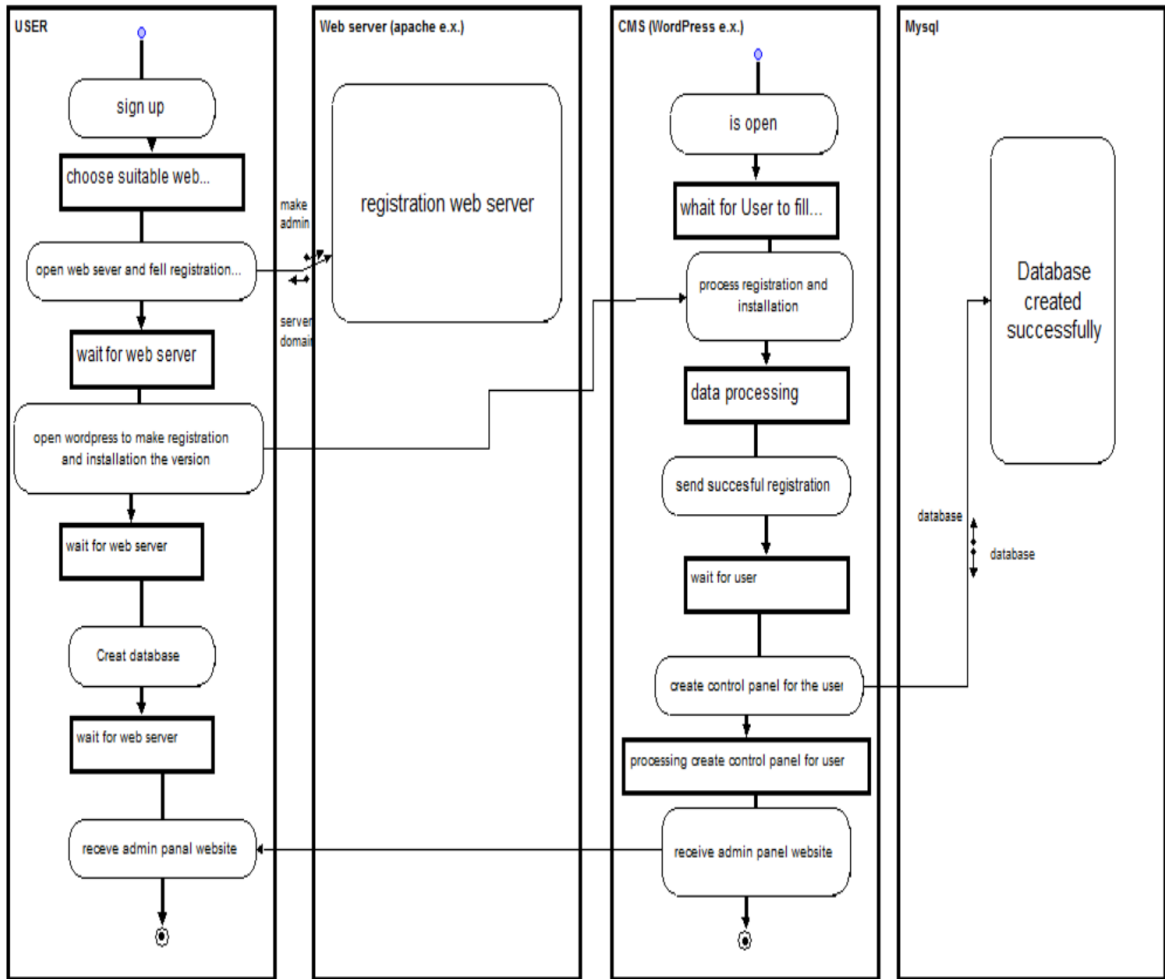 USER
sign up
choose suitable web...
open web sever and fell registration...
wait for web server
open wordpress to make registration
and installation the version
wait for web server
Creat database
wait for web server
receve admin panal website
Web server (apache e.x.)
make
admin
registration web server
server
domain
CMS (WordPress e.x.)
is open
whait for User to fill...
process registration and
installation
data processing
send succesful registration
wait for user
create control panel for the user
processing create control panel for user
receive admin panel website
Mysql
Database
created
successfully
database
database